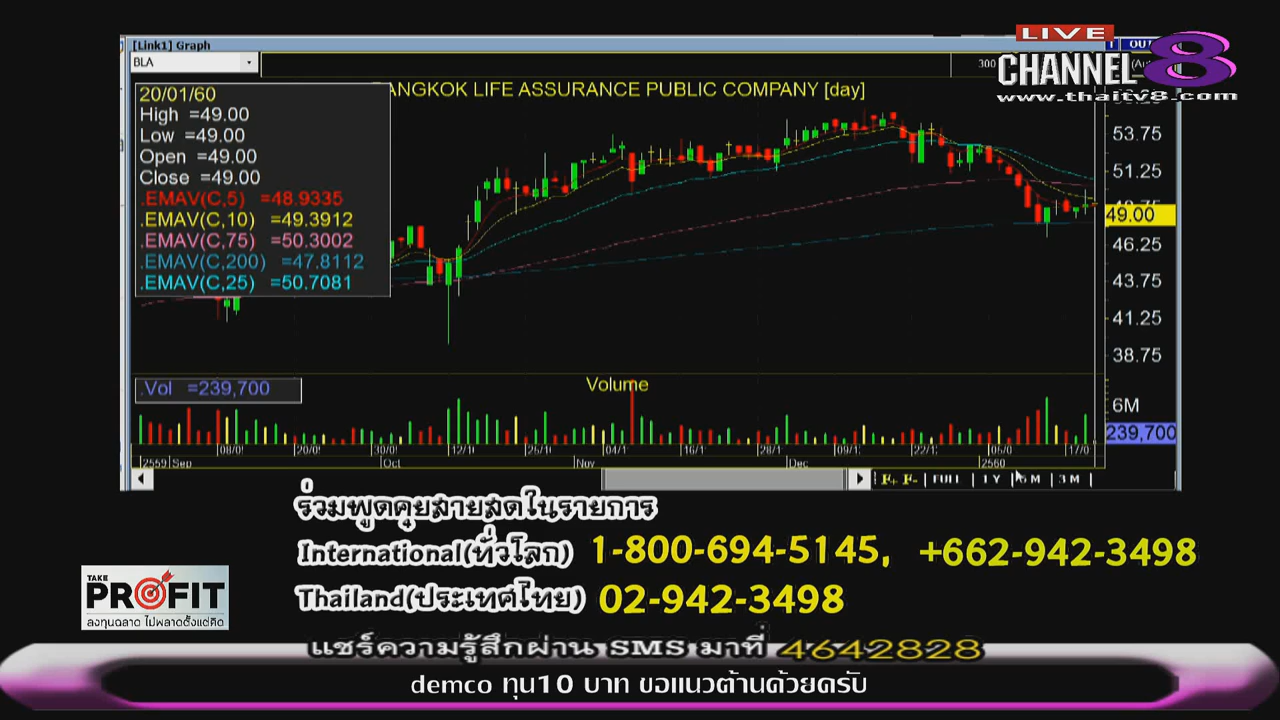 LIVE
CHANNEL 8
www.thaitv8.com
[Link1] Graph
BLA
300
BANGKOK LIFE ASSURANCE PUBLIC COMPANY [day]
20/01/60
High =49.00
Low =49.00
Open =49.00
Close =49.00
.EMAV(C,5) =48.9335
.EMAV(C,10) =49.3912
.EMAV(C,75) =50.3002
.EMAV(C,200) =47.8112
.EMAV(C,25) =50.7081
53.75
51.25
49.00
46.25
43.75
41.25
38.75
.Vol =239,700
Volume
6M
239,700
2559 Sep Oct Nov Dec 2560
FULL | 1 Y | 6 M | 3 M |
ร่วมพูดคุยสายสดในรายการ
International(ทั่วโลก) 1-800-694-5145, +662-942-3498
Thailand(ประเทศไทย) 02-942-3498
TAKE
PROFIT
ลงทุนฉลาด ไม่พลาดตั้งแต่คิด
แชร์ความรู้สึกผ่าน SMS มาที่ 4642828
demco ทุน10 บาท ขอแนวต้านด้วยครับ